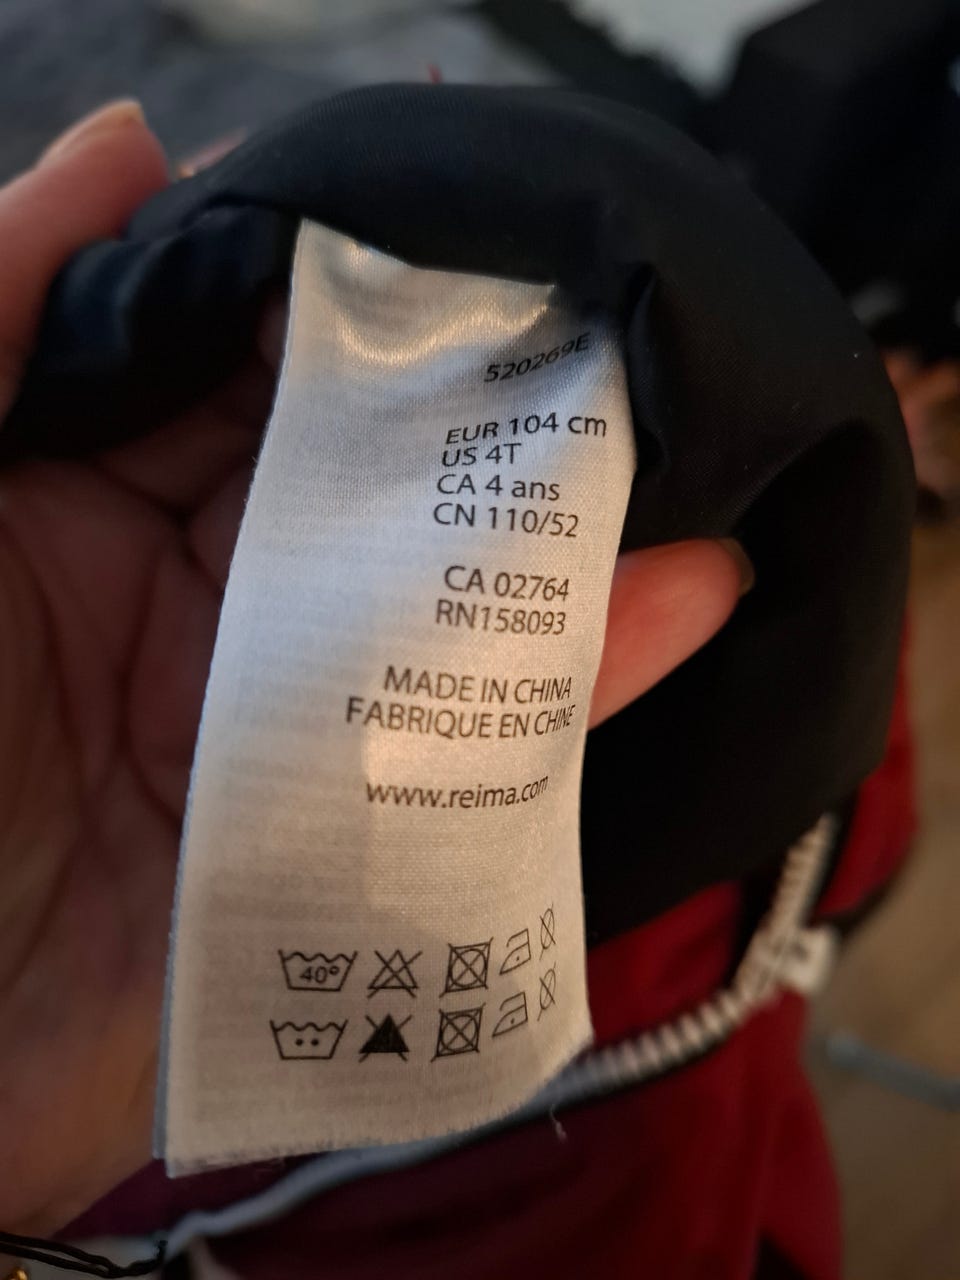 520269E
EUR 104 cm
US 4T
CA 4 ans
CN 110/52
CA 02764
RN158093
MADE IN CHINA
FABRIQUE EN CHINE
www.reima.com
40°